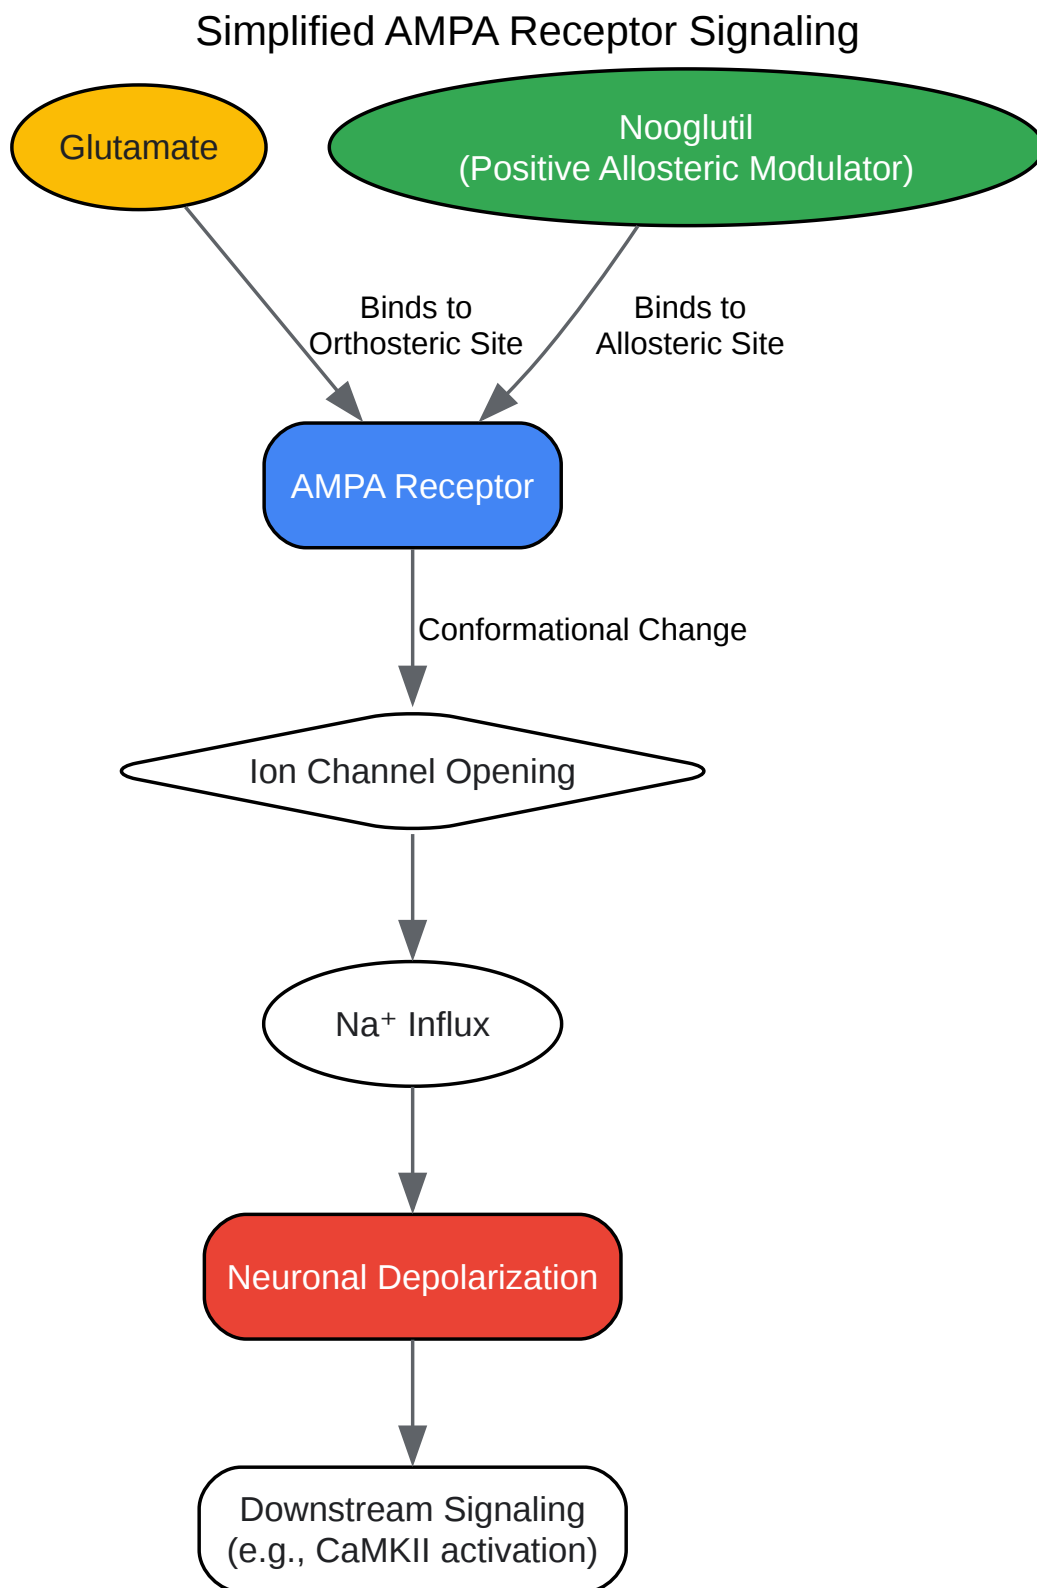 Simplified AMPA Receptor Signaling
Glutamate
Nooglutil
(Positive Allosteric Modulator)
Binds to
Orthosteric Site
Binds to
Allosteric Site
AMPA Receptor
Conformational Change
Ion Channel Opening
Na⁺ Influx
Neuronal Depolarization
Downstream Signaling
(e.g., CaMKII activation)